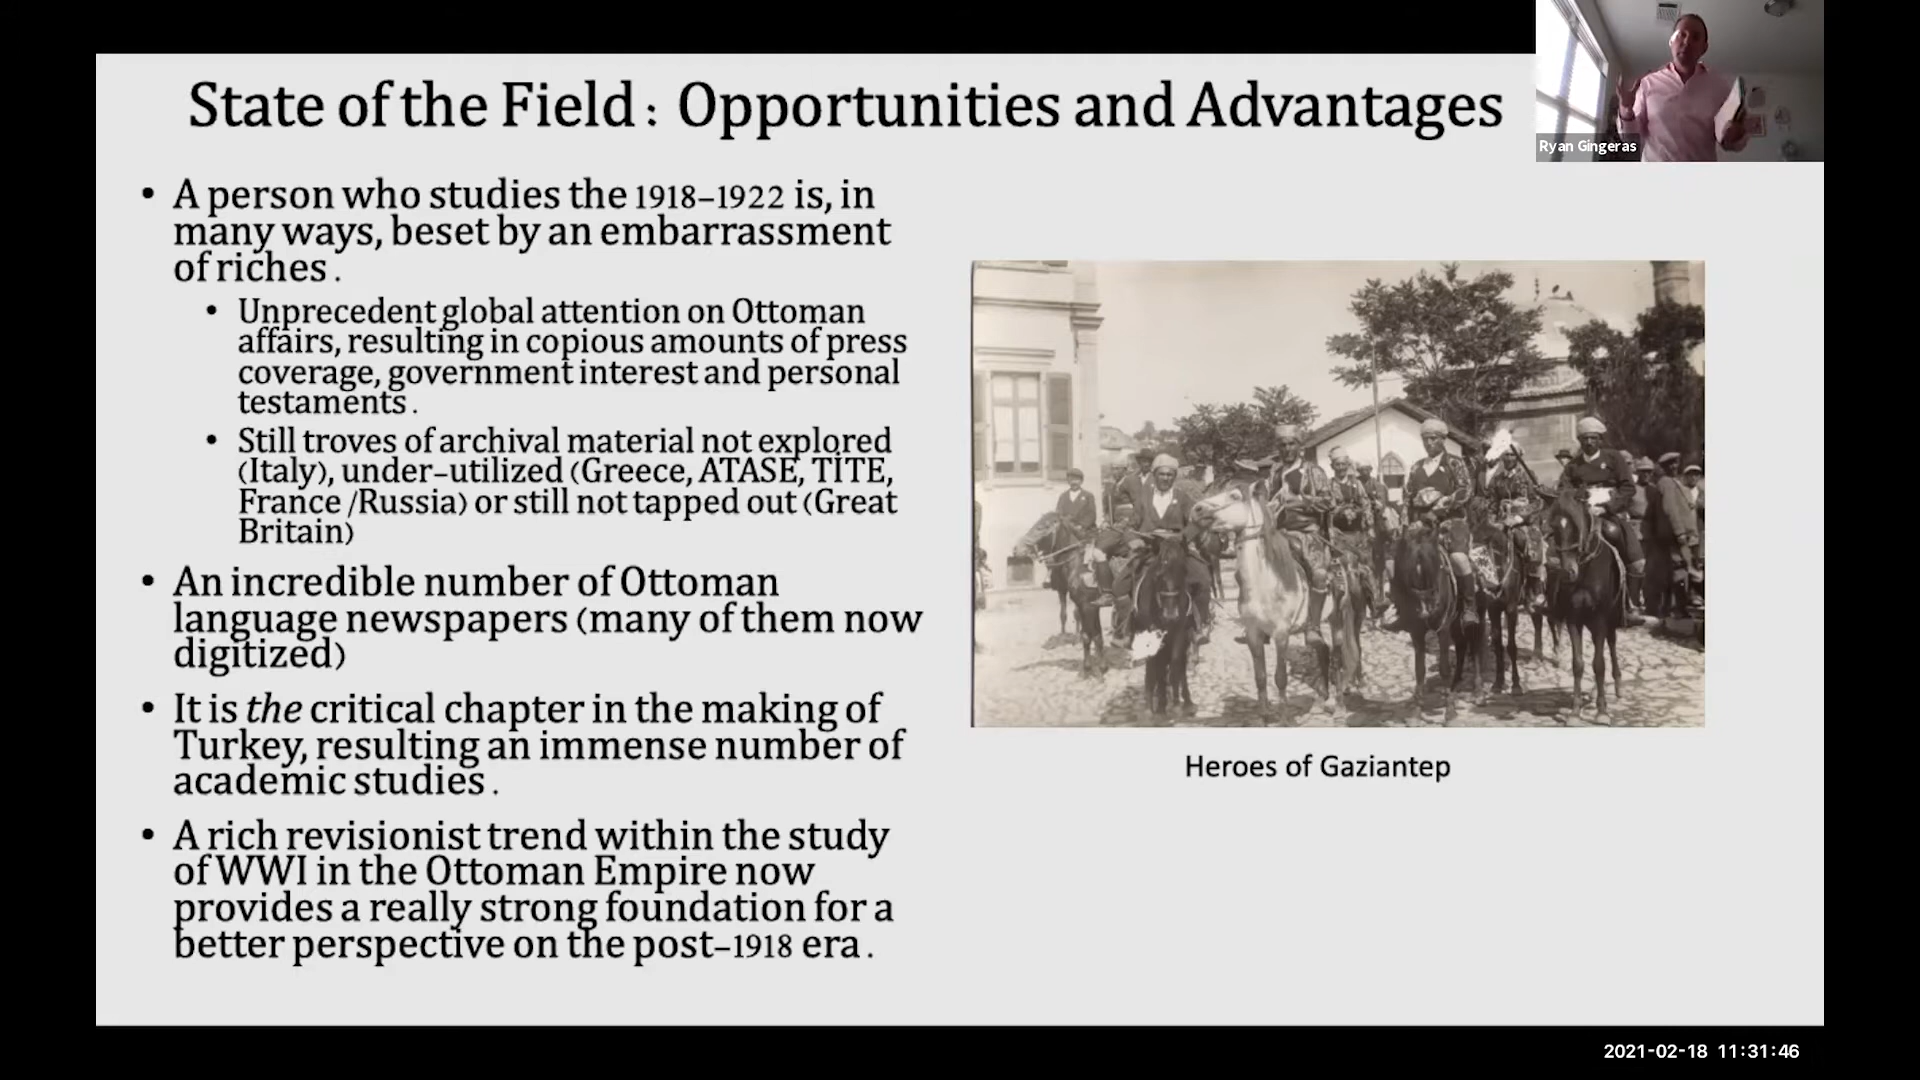 State of the Field : Opportunities and Advantages
Ryan Gingeras
• A person who studies the 1918–1922 is, in
many ways, beset by an embarrassment
of riches .
• Unprecedent global attention on Ottoman
affairs, resulting in copious amounts of press
coverage, government interest and personal
testaments .
• Still troves of archival material not explored
(Italy), under–utilized (Greece, ATASE, TİTE,
France /Russia) or still not tapped out (Great
Britain)
• An incredible number of Ottoman
language newspapers (many of them now
digitized)
• It is the critical chapter in the making of
Turkey, resulting an immense number of
academic studies .
• A rich revisionist trend within the study
of WWI in the Ottoman Empire now
provides a really strong foundation for a
better perspective on the post–1918 era .
Heroes of Gaziantep
2021-02-18 11:31:46